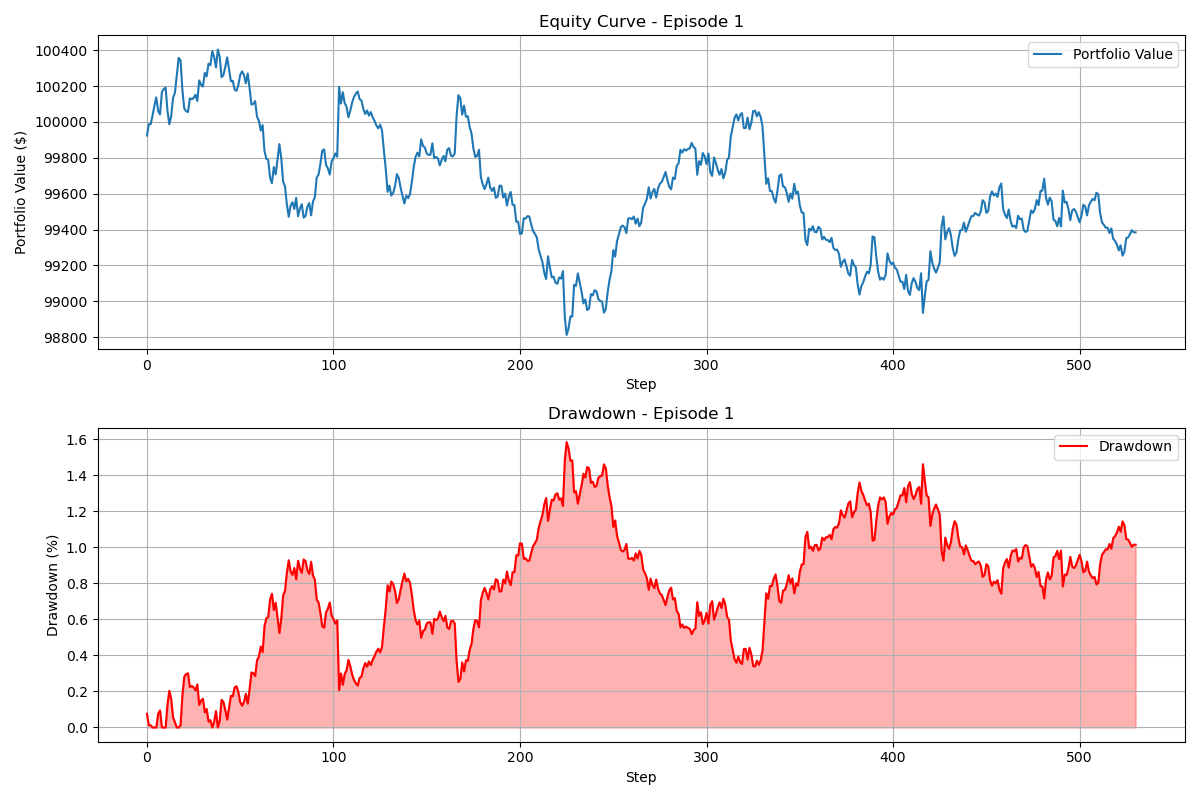 Equity Curve - Episode 1
Portfolio Value ($)
100400
100200
100000
99800
99600
99400
99200
99000
98800
Portfolio Value
0 100 200 300 400 500
Step
Drawdown - Episode 1
Drawdown (%)
1.6
1.4
1.2
1.0
0.8
0.6
0.4
0.2
0.0
Drawdown
0 100 200 300 400 500
Step